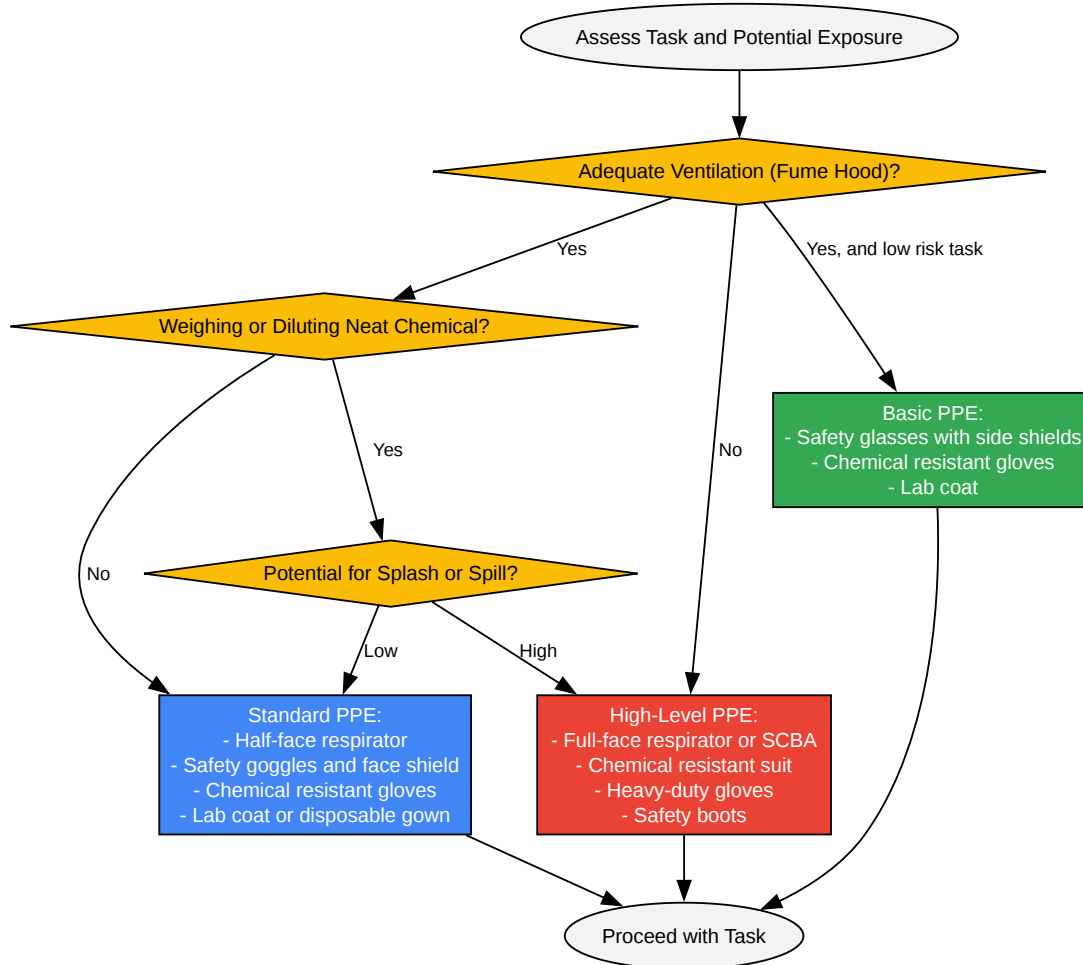 Assess Task and Potential Exposure
Adequate Ventilation (Fume Hood)?
Yes
Yes, and low risk task
Weighing or Diluting Neat Chemical?
Basic PPE:
- Safety glasses with side shields
- Chemical resistant gloves
- Lab coat
Yes
No
No
Potential for Splash or Spill?
Low
High
Standard PPE:
- Half-face respirator
- Safety goggles and face shield
- Chemical resistant gloves
- Lab coat or disposable gown
High-Level PPE:
- Full-face respirator or SCBA
- Chemical resistant suit
- Heavy-duty gloves
- Safety boots
Proceed with Task